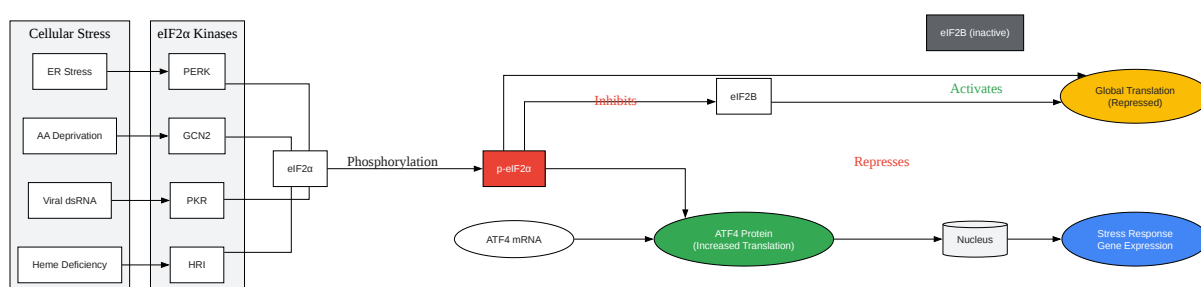 Cellular Stress
eIF2α Kinases
eIF2B (inactive)
ER Stress
PERK
Inhibits
eIF2B
Activates
Global Translation
(Repressed)
AA Deprivation
GCN2
eIF2α
Phosphorylation
p-eIF2α
Represses
Viral dsRNA
PKR
ATF4 mRNA
ATF4 Protein
(Increased Translation)
Nucleus
Stress Response
Gene Expression
Heme Deficiency
HRI